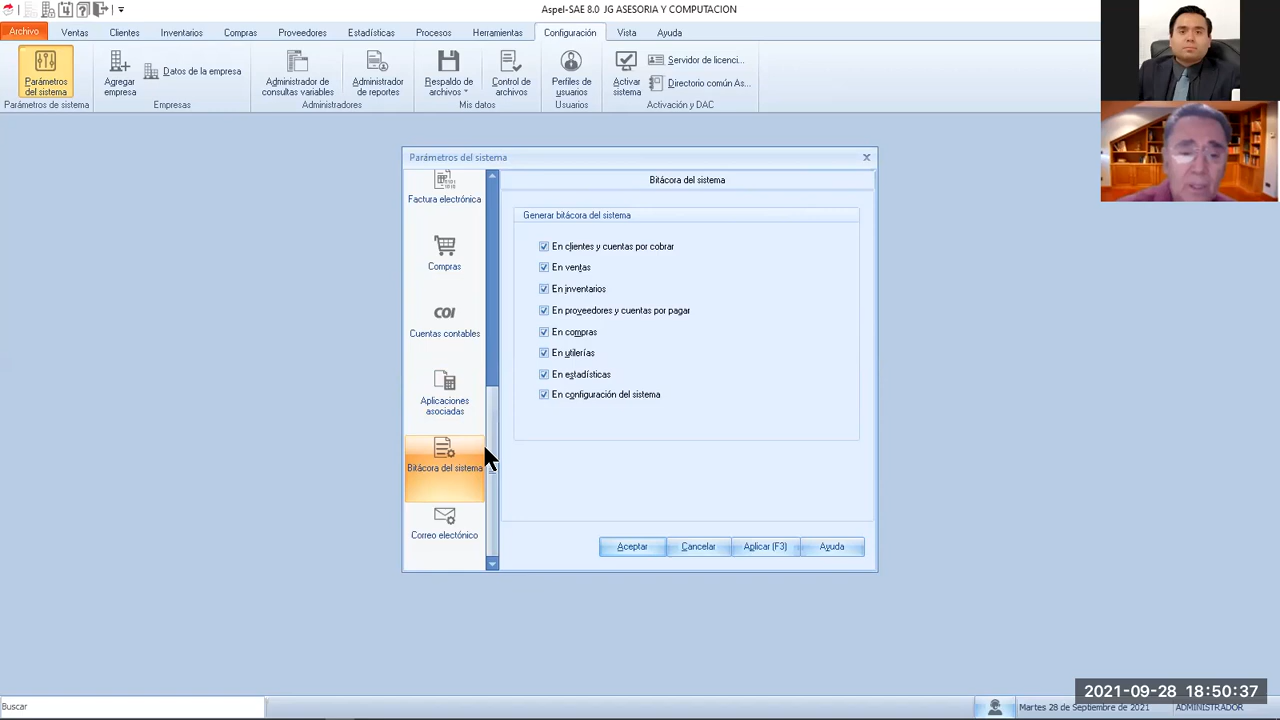 Aspel-SAE 8.0 JG ASESORIA Y COMPUTACION
Archivo Ventas Clientes Inventarios Compras Proveedores Estadísticas Procesos Herramientas Configuración Vista Ayuda
Parámetros del sistema
Agregar empresa
Datos de la empresa
Administrador de consultas variables
Administrador de reportes
Respaldo de archivos
Control de archivos
Perfiles de usuarios
Activar sistema
Servidor de licenci...
Directorio común As...
Parámetros de sistema Empresas Administradores Mis datos Usuarios Activación y DAC
Parámetros del sistema
Factura electrónica
Compras
COI
Cuentas contables
Aplicaciones
asociadas
Bitácora del sistema
Correo electrónico
Bitácora del sistema
Generar bitácora del sistema
En clientes y cuentas por cobrar
En ventas
En inventarios
En proveedores y cuentas por pagar
En compras
En utilerías
En estadísticas
En configuración del sistema
Aceptar Cancelar Aplicar (F3) Ayuda
2021-09-28 18:50:37
Buscar
Martes 28 de Septiembre de 2021 ADMINISTRADOR